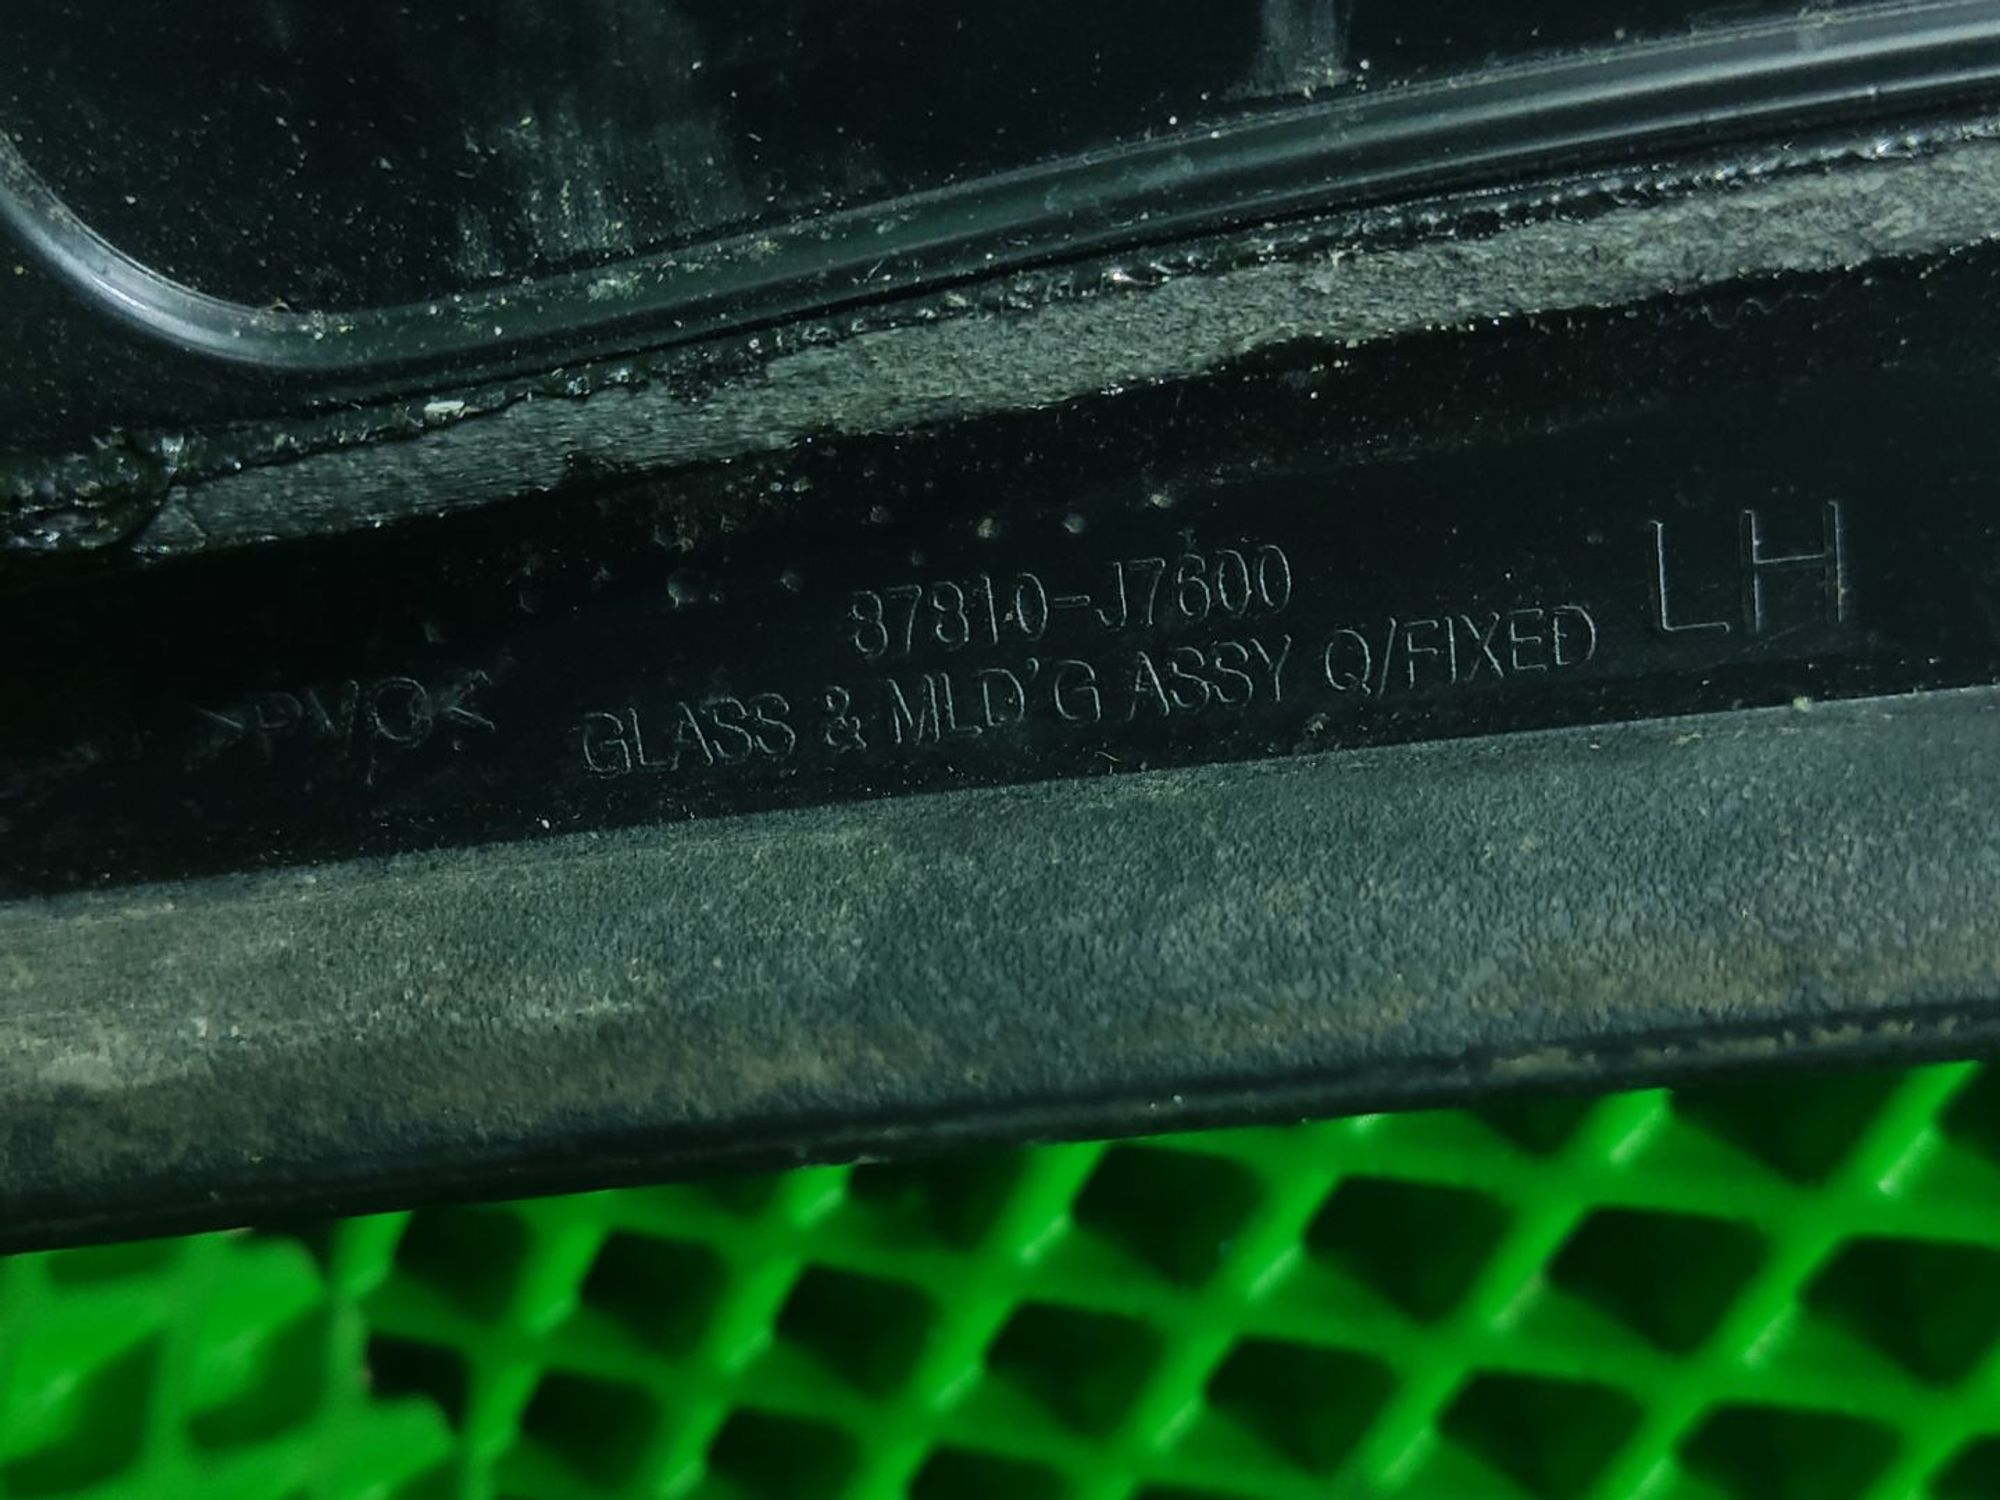 87810-J7600
LH
GLASS & MLD'G ASSY Q/FIXED
>PVC<